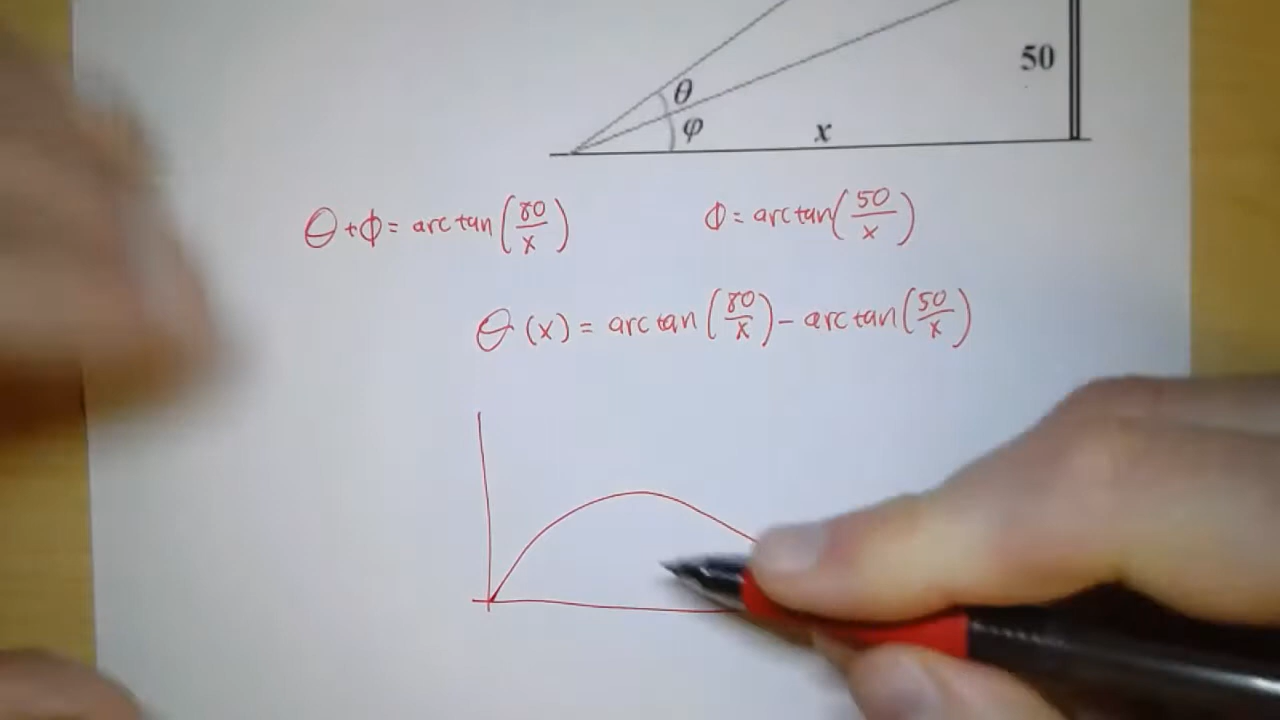 50
θ
φ
x
θ+ϕ= arctan(80/x) ϕ= arctan(50/x)
θ(x) = arctan(80/x) - arctan(50/x)